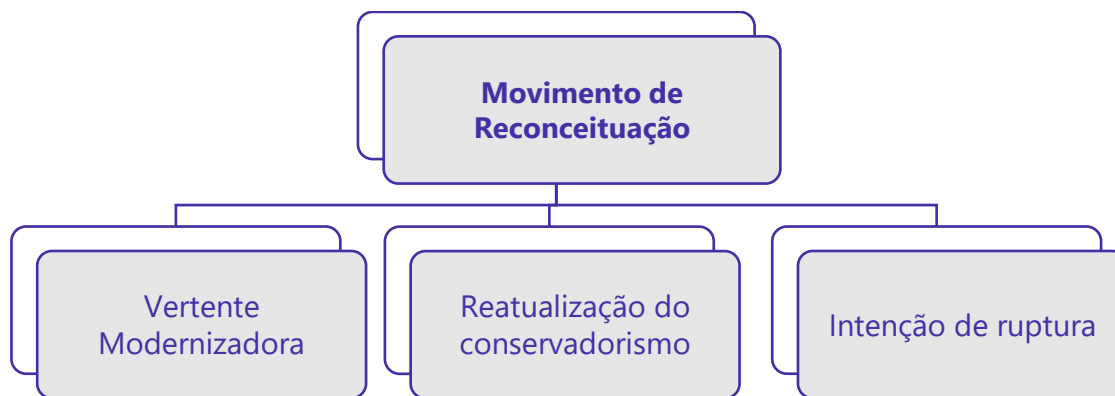 Movimento de
Reconceituação
Vertente
Modernizadora
Reatualização do
conservadorismo
Intenção de ruptura